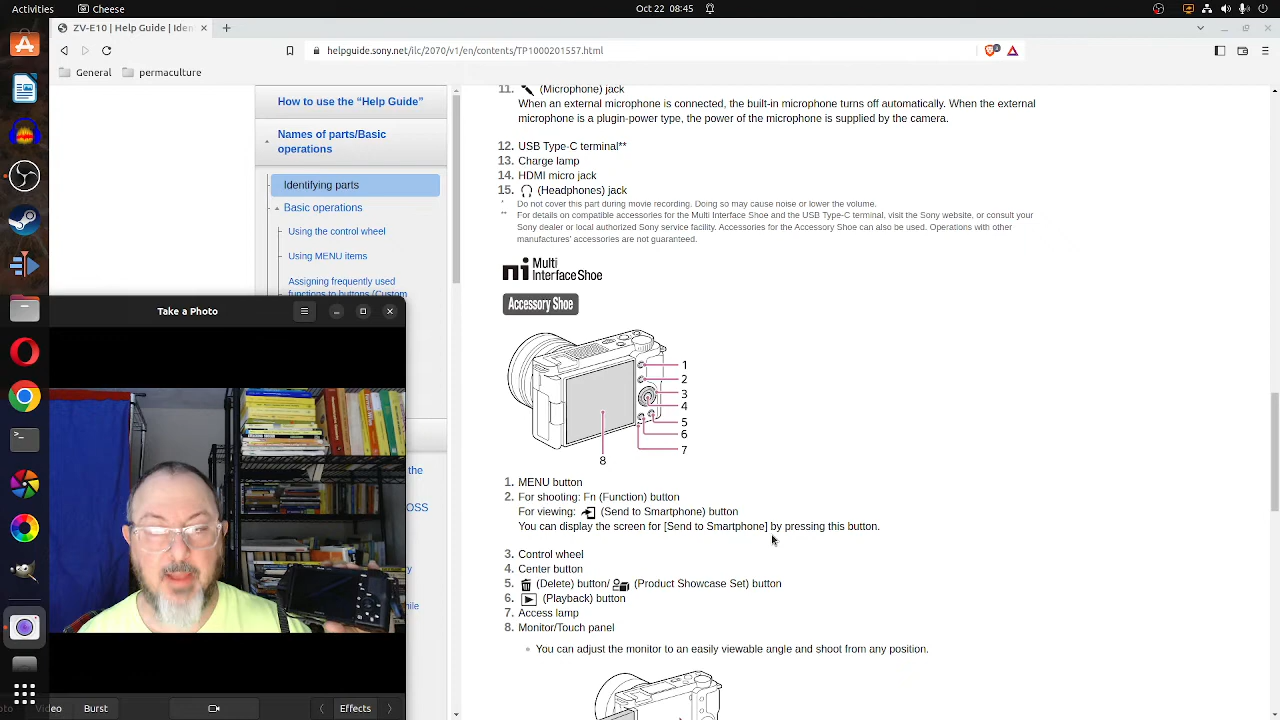 Activities
Cheese
Oct 22 08:45
ZV-E10 | Help Guide | Iden
helpguide.sony.net/ilc/2070/v1/en/contents/TP1000201557.html
General
permaculture
How to use the “Help Guide”
Names of parts/Basic
operations
Identifying parts
Basic operations
Using the control wheel
Using MENU items
Assigning frequently used
functions to buttons (Custom
the
OSS
11. (Microphone) jack
When an external microphone is connected, the built-in microphone turns off automatically. When the external
microphone is a plugin-power type, the power of the microphone is supplied by the camera.
12. USB Type-C terminal**
13. Charge lamp
14. HDMI micro jack
15. (Headphones) jack
* Do not cover this part during movie recording. Doing so may cause noise or lower the volume.
** For details on compatible accessories for the Multi Interface Shoe and the USB Type-C terminal, visit the Sony website, or consult your
Sony dealer or local authorized Sony service facility. Accessories for the Accessory Shoe can also be used. Operations with other
manufactures' accessories are not guaranteed.
Multi
Interface Shoe
Accessory Shoe
1
2
3
4
5
6
7
8
1. MENU button
2. For shooting: Fn (Function) button
For viewing: (Send to Smartphone) button
You can display the screen for [Send to Smartphone] by pressing this button.
3. Control wheel
4. Center button
5. (Delete) button/ (Product Showcase Set) button
6. (Playback) button
7. Access lamp
8. Monitor/Touch panel
You can adjust the monitor to an easily viewable angle and shoot from any position.
Take a Photo
Burst
Effects